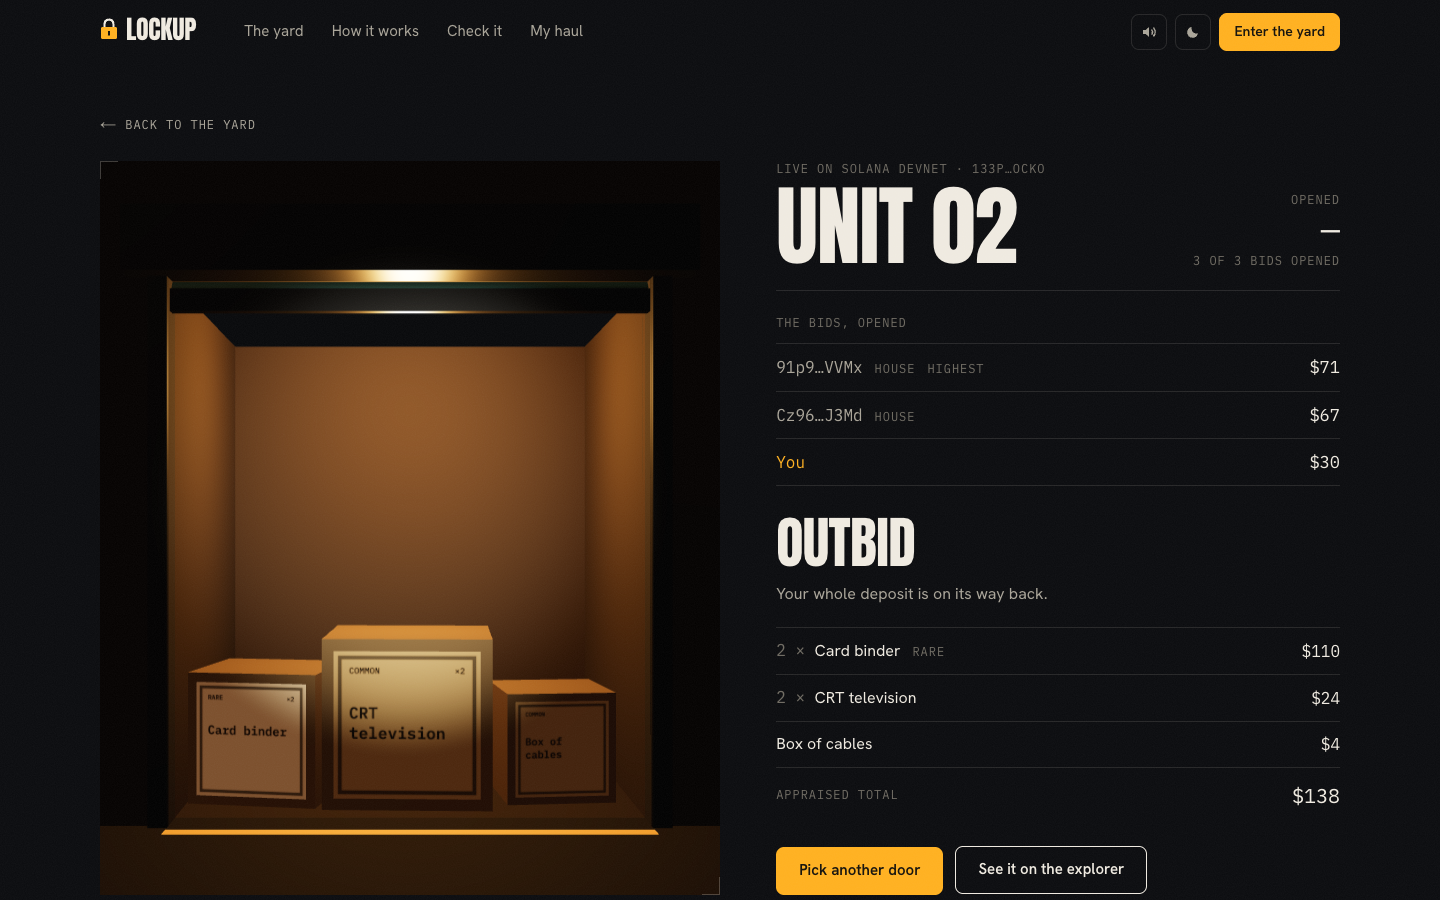 LOCKUP
The yard
How it works
Check it
My haul
Enter the yard
← BACK TO THE YARD
LIVE ON SOLANA DEVNET · 133P…OCKO
UNIT 02
OPENED
—
3 OF 3 BIDS OPENED
THE BIDS, OPENED
91p9…VVMx HOUSE HIGHEST $71
Cz96…J3Md HOUSE $67
You $30
OUTBID
Your whole deposit is on its way back.
2 × Card binder RARE $110
2 × CRT television $24
Box of cables $4
APPRAISED TOTAL $138
Pick another door
See it on the explorer
RARE ×2
Card binder
COMMON ×2
CRT
television
COMMON
Box of
cables